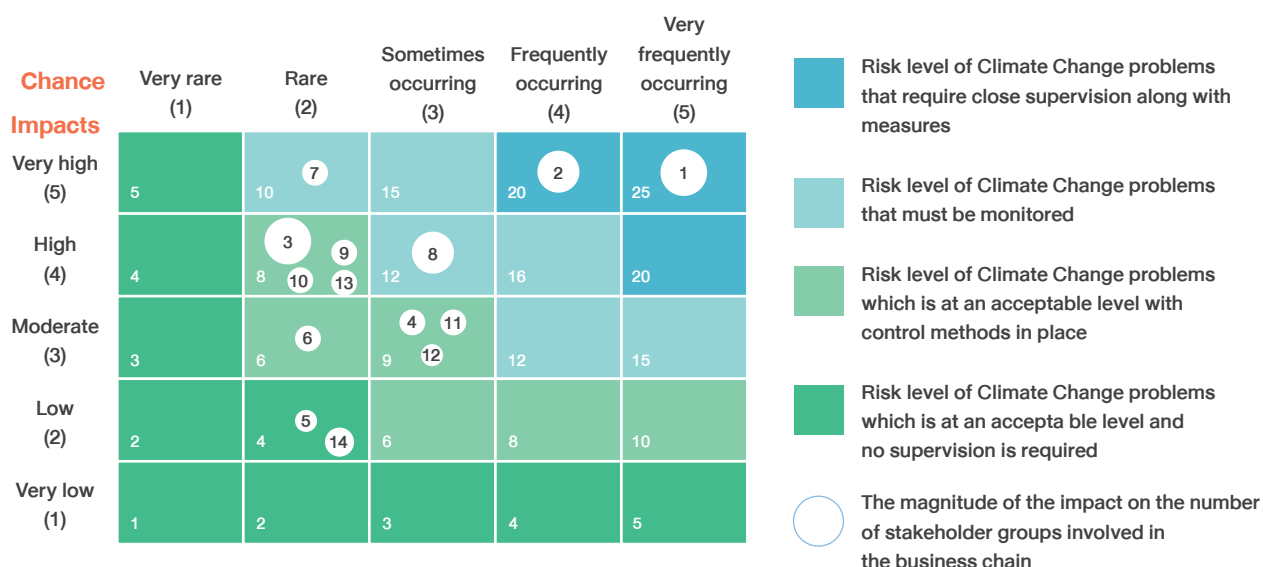 Chance
Impacts
Very rare
(1)
Rare
(2)
Sometimes
occurring
(3)
Frequently
occurring
(4)
Very
frequently
occurring
(5)
Very high
(5)
5
10
7
15
20
2
25
1
High
(4)
4
8
3
9
10
13
12
8
16
20
Moderate
(3)
3
6
6
9
4
11
12
12
15
Low
(2)
2
4
5
14
6
8
10
Very low
(1)
1
2
3
4
5
Risk level of Climate Change problems
that require close supervision along with
measures
Risk level of Climate Change problems
that must be monitored
Risk level of Climate Change problems
which is at an acceptable level with
control methods in place
Risk level of Climate Change problems
which is at an accepta ble level and
no supervision is required
The magnitude of the impact on the number
of stakeholder groups involved in
the business chain